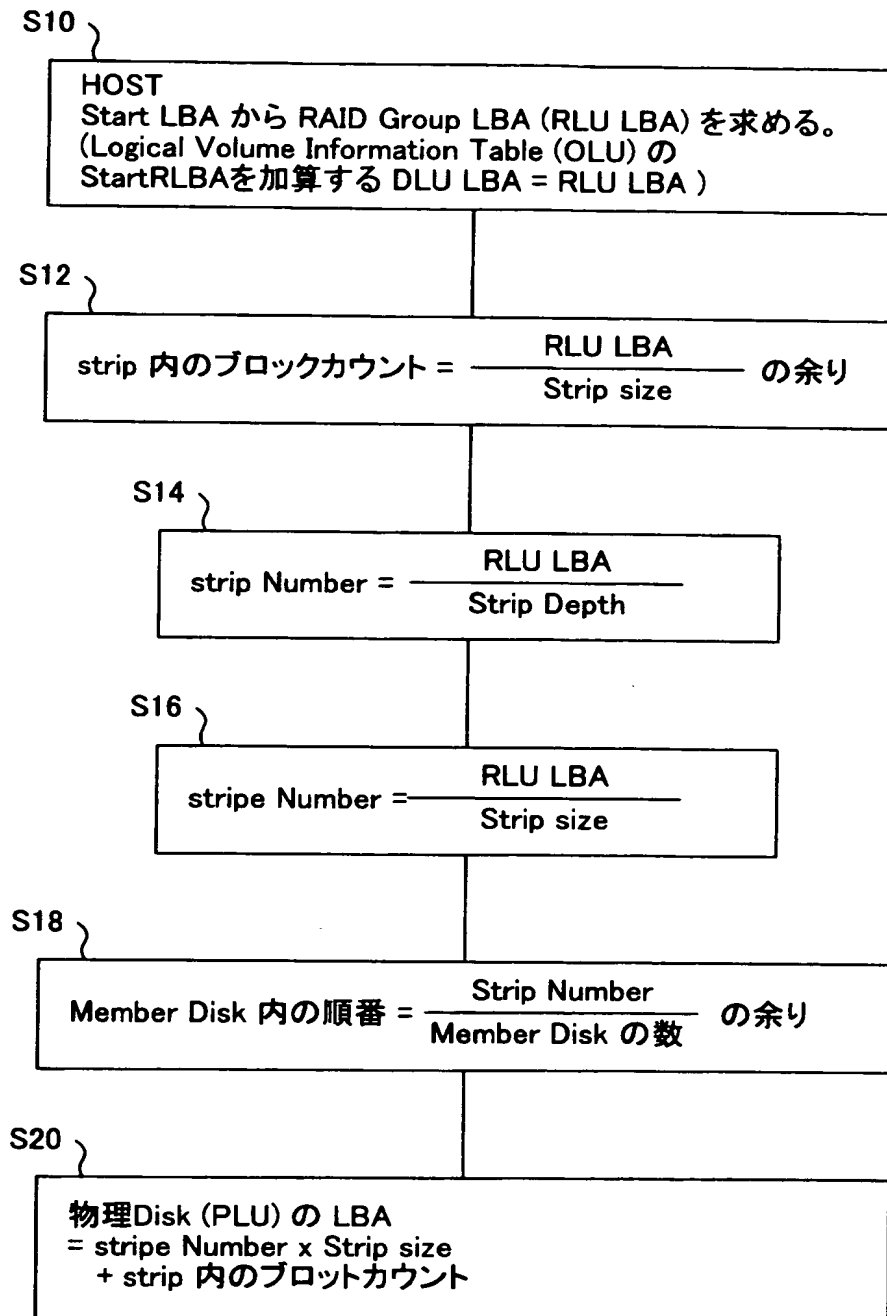 S10
HOST
Start LBA から RAID Group LBA (RLU LBA) を求める。
(Logical Volume Information Table (OLU) の
StartRLBAを加算する DLU LBA = RLU LBA )
S12
strip 内のブロックカウント = RLU LBA / Strip size の余り
S14
strip Number = RLU LBA / Strip Depth
S16
stripe Number = RLU LBA / Strip size
S18
Member Disk 内の順番 = Strip Number / Member Disk の数 の余り
S20
物理Disk (PLU) の LBA
= stripe Number x Strip size
+ strip 内のブロットカウント